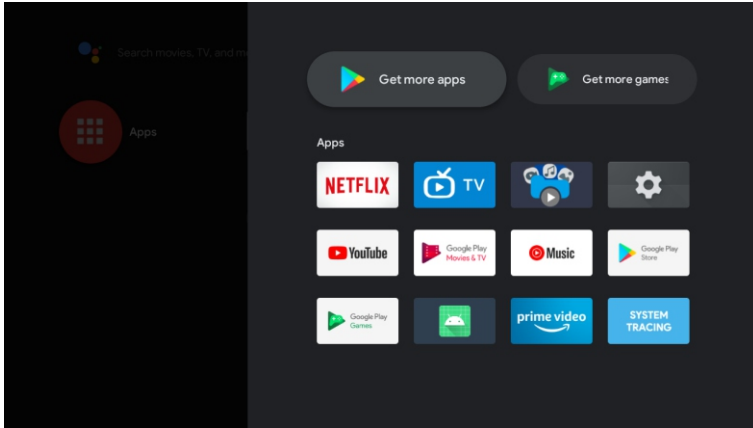 Search movies, TV, and m
Get more apps
Get more games
Apps
Apps
NETFLIX
TV
YouTube
Google Play
Movies & TV
Music
Google Play
Store
Google Play
Games
prime video
SYSTEM
TRACING